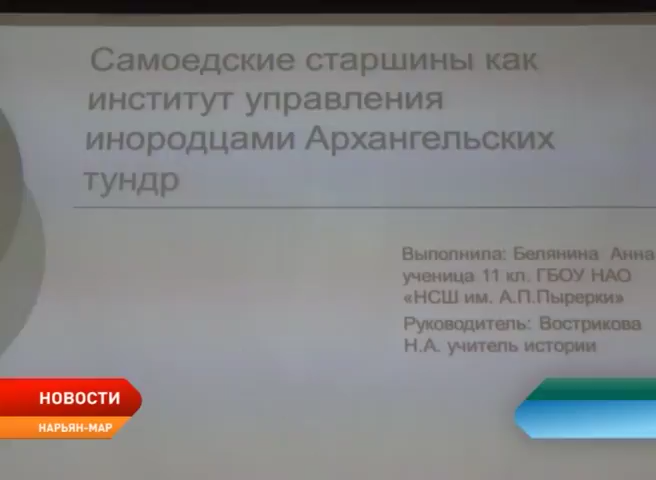 Самоедские старшины как
институт управления
инородцами Архангельских
тундр
Выполнила: Белянина Анна
ученица 11 кл. ГБОУ НАО
«НСШ им. А.П.Пырерки»
Руководитель: Вострикова
Н.А. учитель истории
НОВОСТИ
НАРЬЯН-МАР